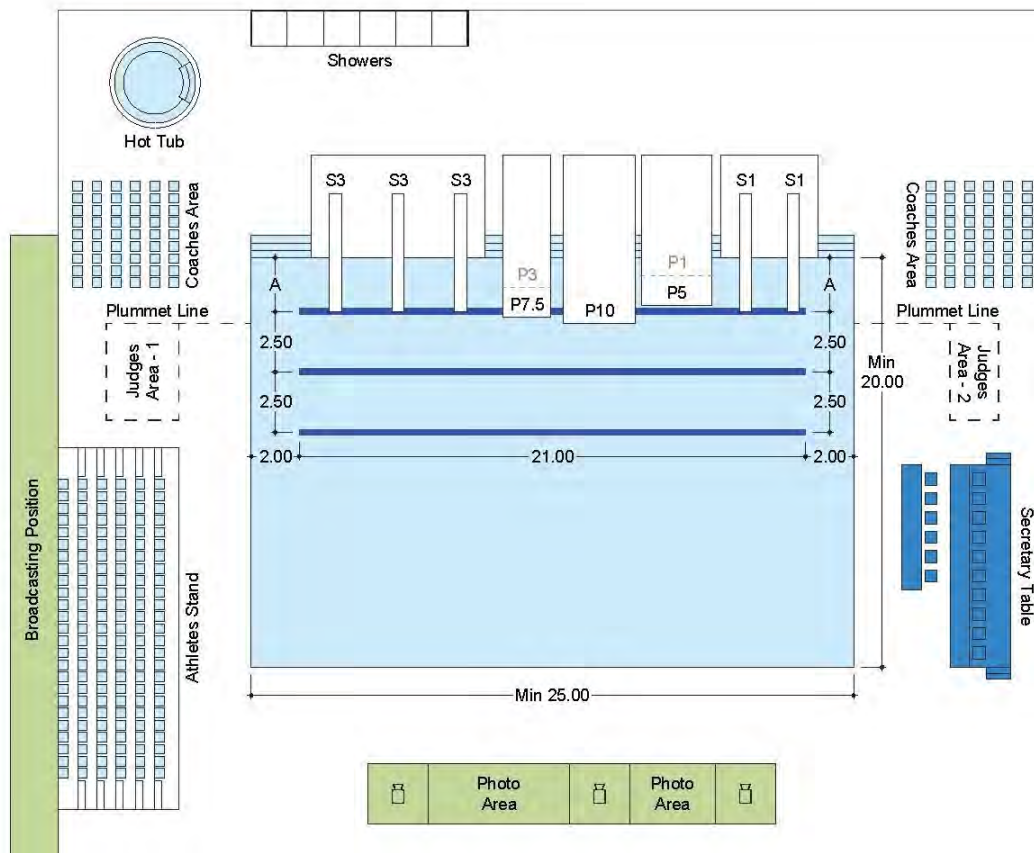 Showers
Hot Tub
S3
S3
S3
S1
S1
Coaches Area
Coaches Area
P3
P1
A
A
P7.5
P10
P5
Plummet Line
Plummet Line
2.50
2.50
Judges
Area - 1
Judges
Area - 2
Min
20.00
2.50
2.50
2.00
21.00
2.00
Broadcasting Position
Athletes Stand
Secretary Table
Min 25.00
Photo
Area
Photo
Area